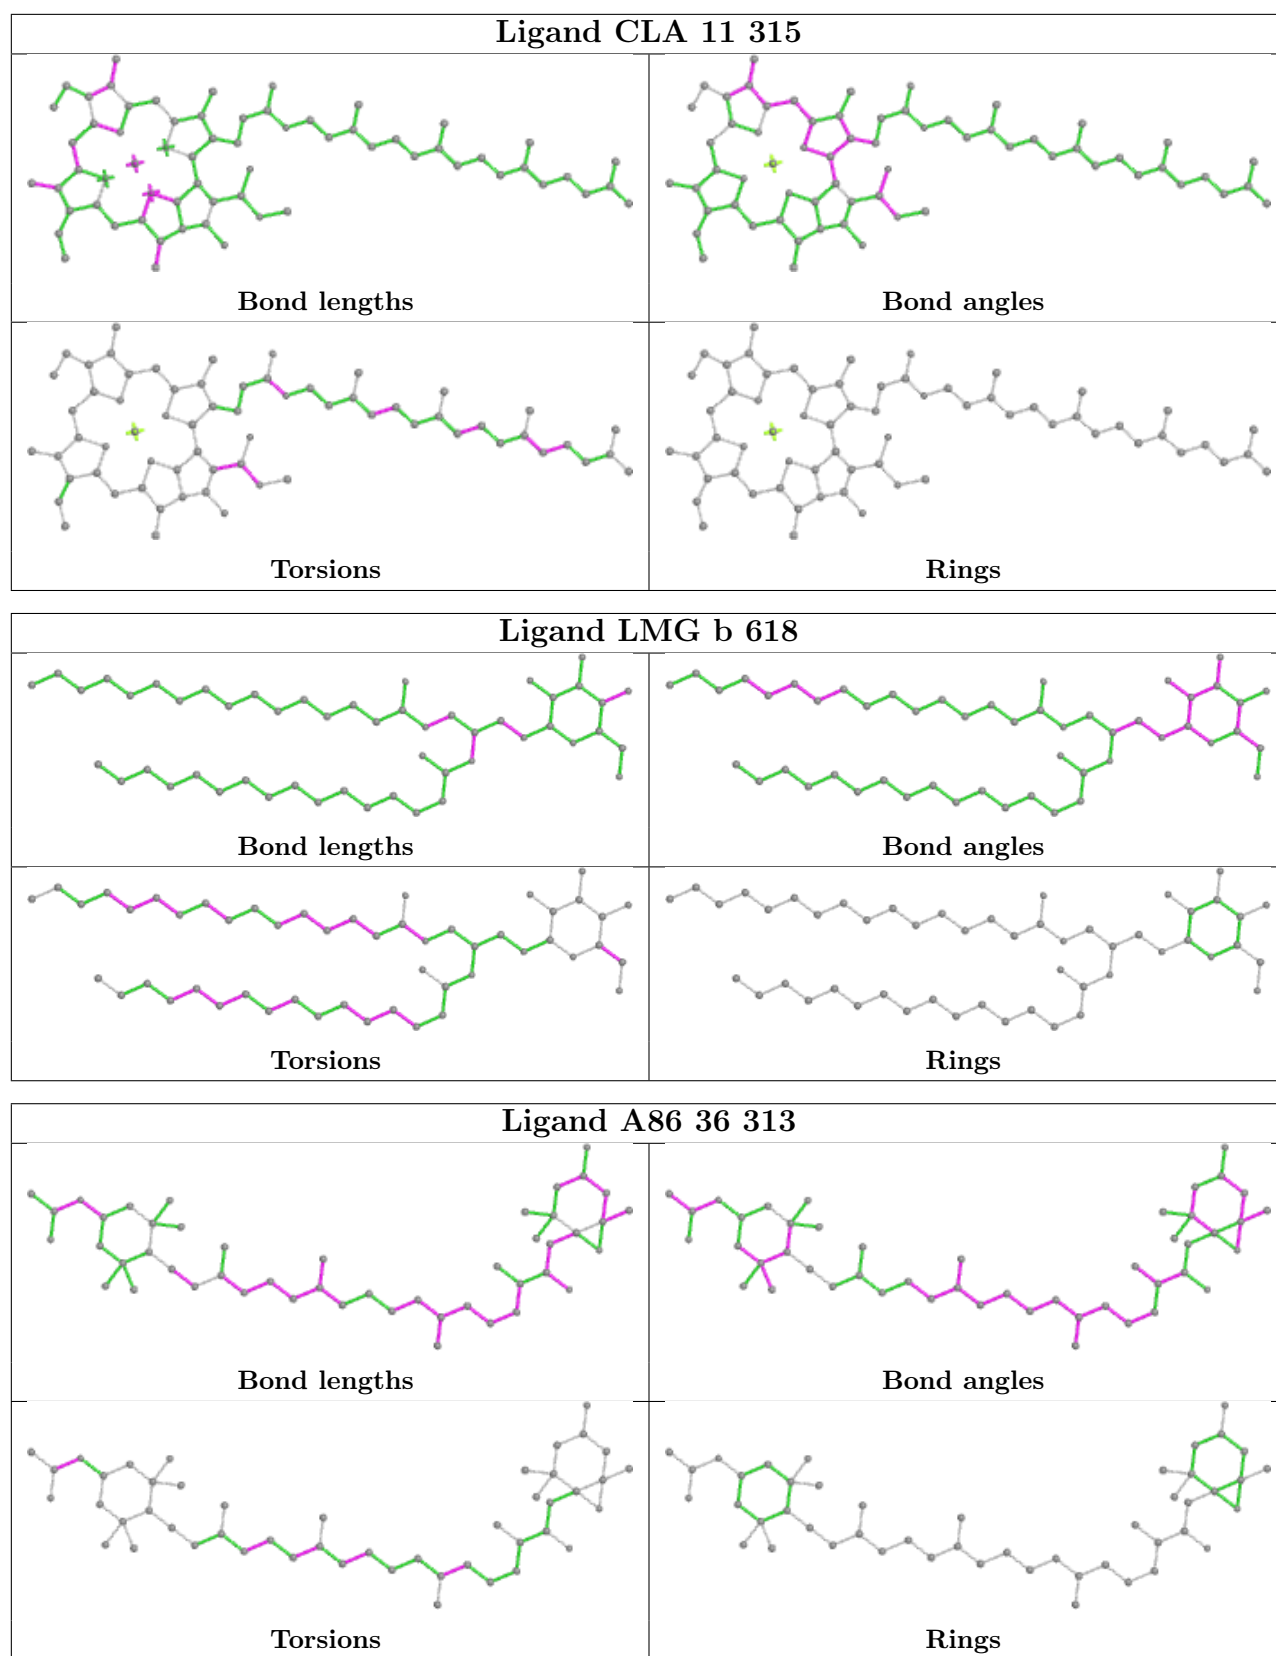 Ligand CLA 11 315
Bond lengths
Bond angles
Torsions
Rings
Ligand LMG b 618
Bond lengths
Bond angles
Torsions
Rings
Ligand A86 36 313
Bond lengths
Bond angles
Torsions
Rings